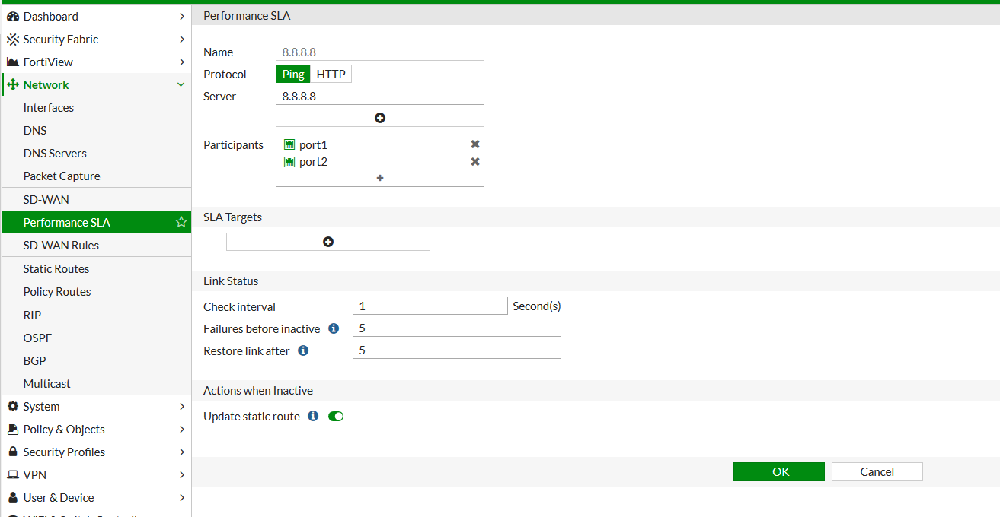 Dashboard
Security Fabric
FortiView
Network
Interfaces
DNS
DNS Servers
Packet Capture
SD-WAN
Performance SLA
SD-WAN Rules
Static Routes
Policy Routes
RIP
OSPF
BGP
Multicast
System
Policy & Objects
Security Profiles
VPN
User & Device
Performance SLA
Name 8.8.8.8
Protocol Ping HTTP
Server 8.8.8.8
Participants port1
port2
SLA Targets
Link Status
Check interval 1 Second(s)
Failures before inactive 5
Restore link after 5
Actions when Inactive
Update static route
OK Cancel